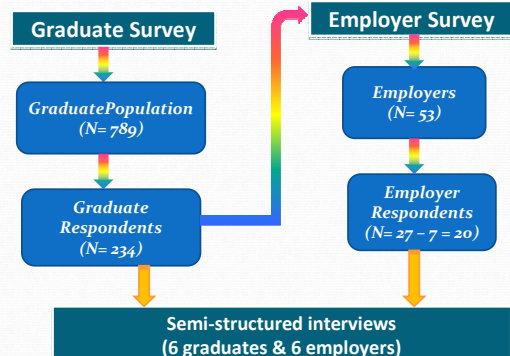 Graduate Survey
GraduatePopulation
(N= 789)
Graduate
Respondents
(N= 234)
Employer Survey
Employers
(N= 53)
Employer
Respondents
(N= 27 – 7 = 20)
Semi-structured interviews
(6 graduates & 6 employers)